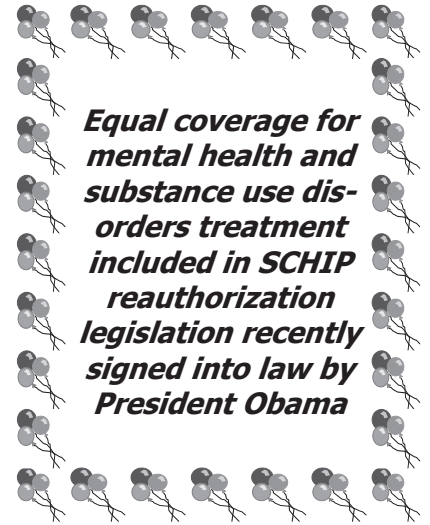 Equal coverage for
mental health and
substance use dis-
orders treatment
included in SCHIP
reauthorization
legislation recently
signed into law by
President Obama